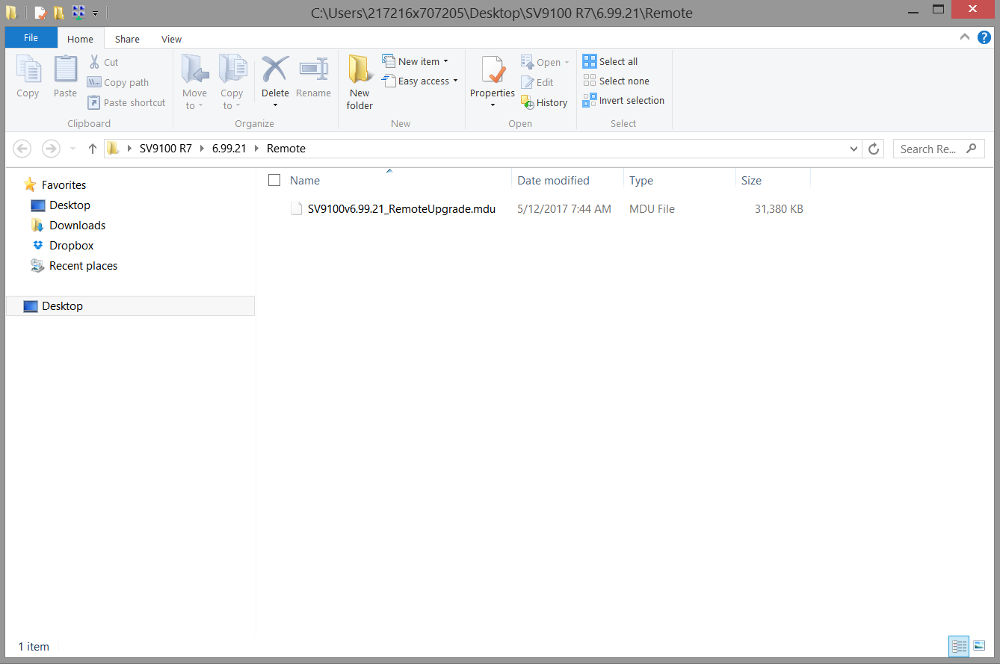 C:\Users\217216x707205\Desktop\SV9100 R7\6.99.21\Remote
File Home Share View
Copy
Paste
Cut
Copy path
Paste shortcut
Clipboard
Move to
Copy to
Delete
Rename
Organize
New folder
New item
Easy access
New
Properties
Open
Edit
History
Open
Select all
Select none
Invert selection
Select
SV9100 R7 6.99.21 Remote
Search Re...
Favorites
Desktop
Downloads
Dropbox
Recent places
Desktop
Name Date modified Type Size
SV9100v6.99.21_RemoteUpgrade.mdu 5/12/2017 7:44 AM MDU File 31,380 KB
1 item